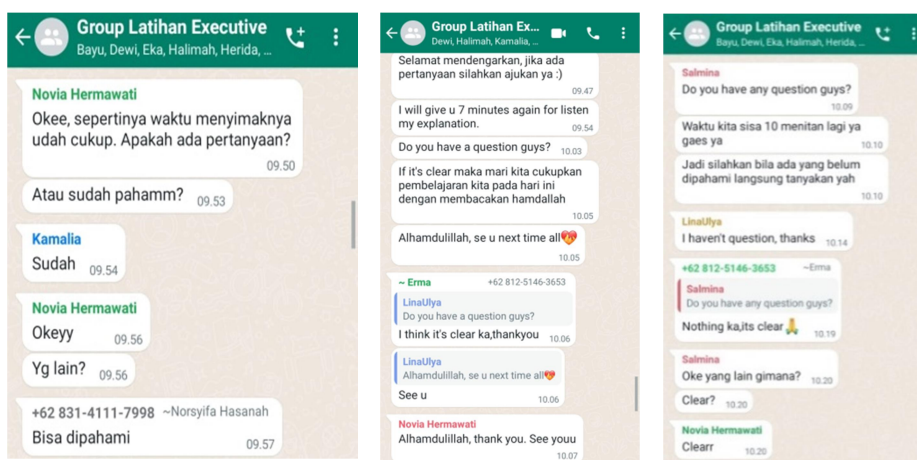 Group Latihan Executive
Bayu, Dewi, Eka, Halimah, Herida, ...
Novia Hermawati
Okee, sepertinya waktu menyimaknya
udah cukup. Apakah ada pertanyaan?
09.50
Atau sudah pahamm? 09.53
Kamalia
Sudah 09.54
Novia Hermawati
Okeyy 09.56
Yg lain? 09.56
+62 831-4111-7998 ~Norsyifa Hasanah
Bisa dipahami 09.57
Group Latihan Ex...
Dewi, Halimah, Kamalia, ...
Selamat mendengarkan, jika ada
pertanyaan silahkan ajukan ya :)
09.47
I will give u 7 minutes again for listen
my explanation. 09.54
Do you have a question guys? 10.03
If it's clear maka mari kita cukupkan
pembelajaran kita pada hari ini
dengan membacakan hamdallah
10.05
Alhamdulillah, se u next time all💝
10.05
~ Erma +62 812-5146-3653
LinaUlya
Do you have a question guys?
I think it's clear ka,thankyou 10.06
LinaUlya
Alhamdulillah, se u next time all💝
See u 10.06
Novia Hermawati
Alhamdulillah, thank you. See youu
10.07
Group Latihan Executive
Bayu, Dewi, Eka, Halimah, Herida, ...
Salmina
Do you have any question guys?
10.09
Waktu kita sisa 10 menitan lagi ya
gaes ya 10.10
Jadi silahkan bila ada yang belum
dipahami langsung tanyakan yah
10.10
LinaUlya
I haven't question, thanks 10.14
+62 812-5146-3653 ~Erma
Salmina
Do you have any question guys?
Nothing ka,its clear🙏 10.19
Salmina
Oke yang lain gimana? 10.20
Clear? 10.20
Novia Hermawati
Clearr 10.20